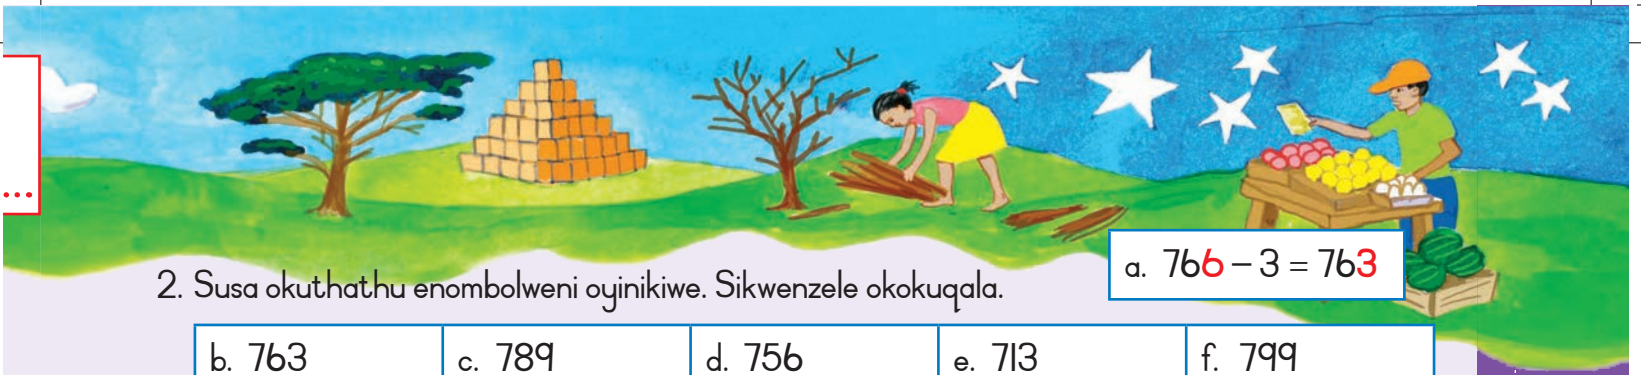 ...
a. 766 – 3 = 763
2. Susa okuthathu enombolweni oyinikiwe. Sikwenzele okokuqala.
b. 763 c. 789 d. 756 e. 713 f. 799